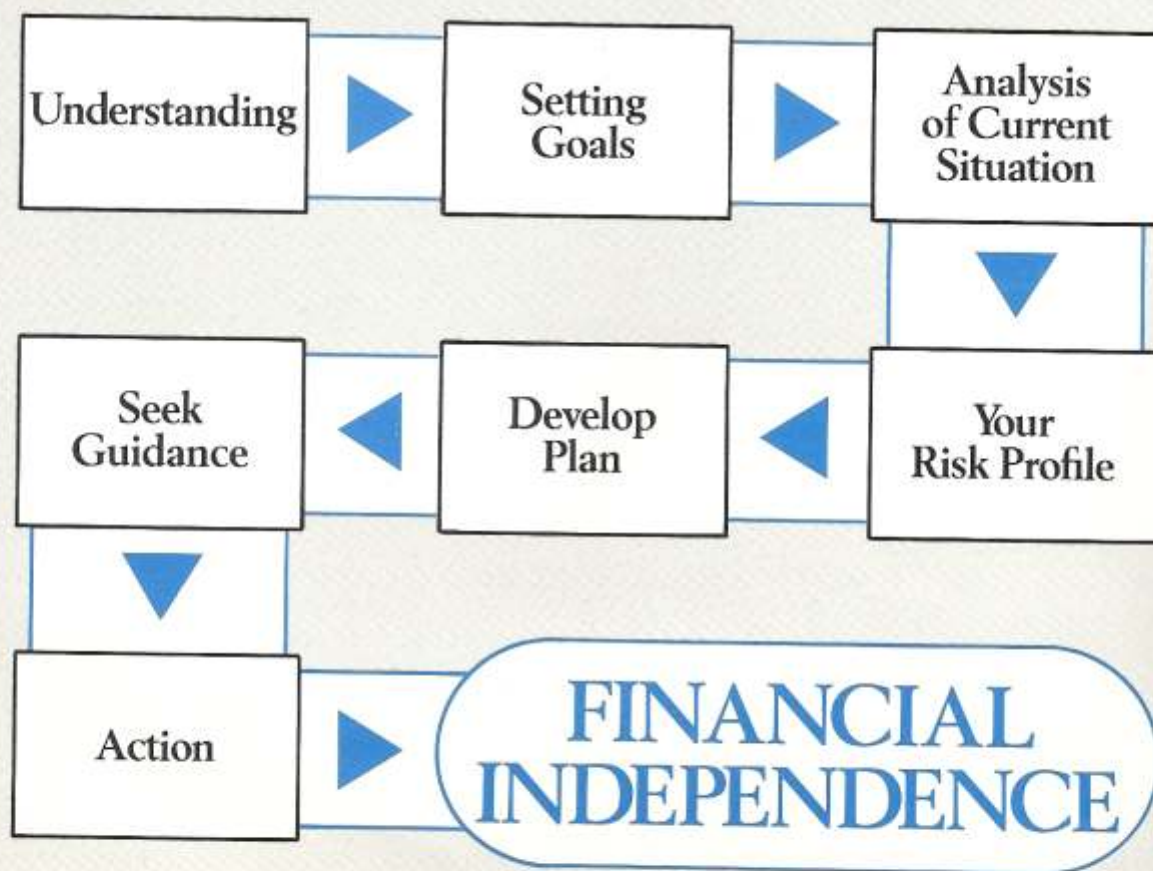 Understanding
Setting
Goals
Analysis
of Current
Situation
Your
Risk Profile
Develop
Plan
Seek
Guidance
Action
FINANCIAL
INDEPENDENCE